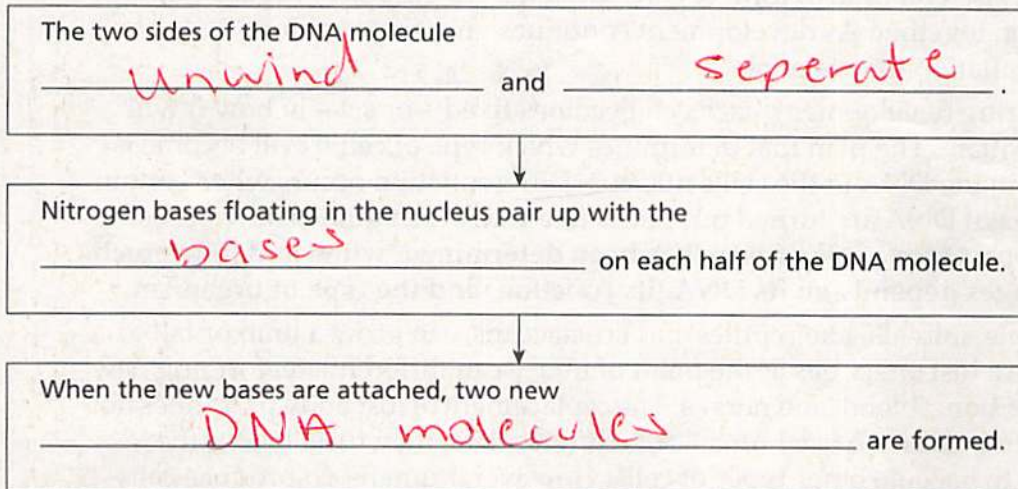 The two sides of the DNA molecule
unwind and seperate .
Nitrogen bases floating in the nucleus pair up with the
bases on each half of the DNA molecule.
When the new bases are attached, two new
DNA molecules are formed.